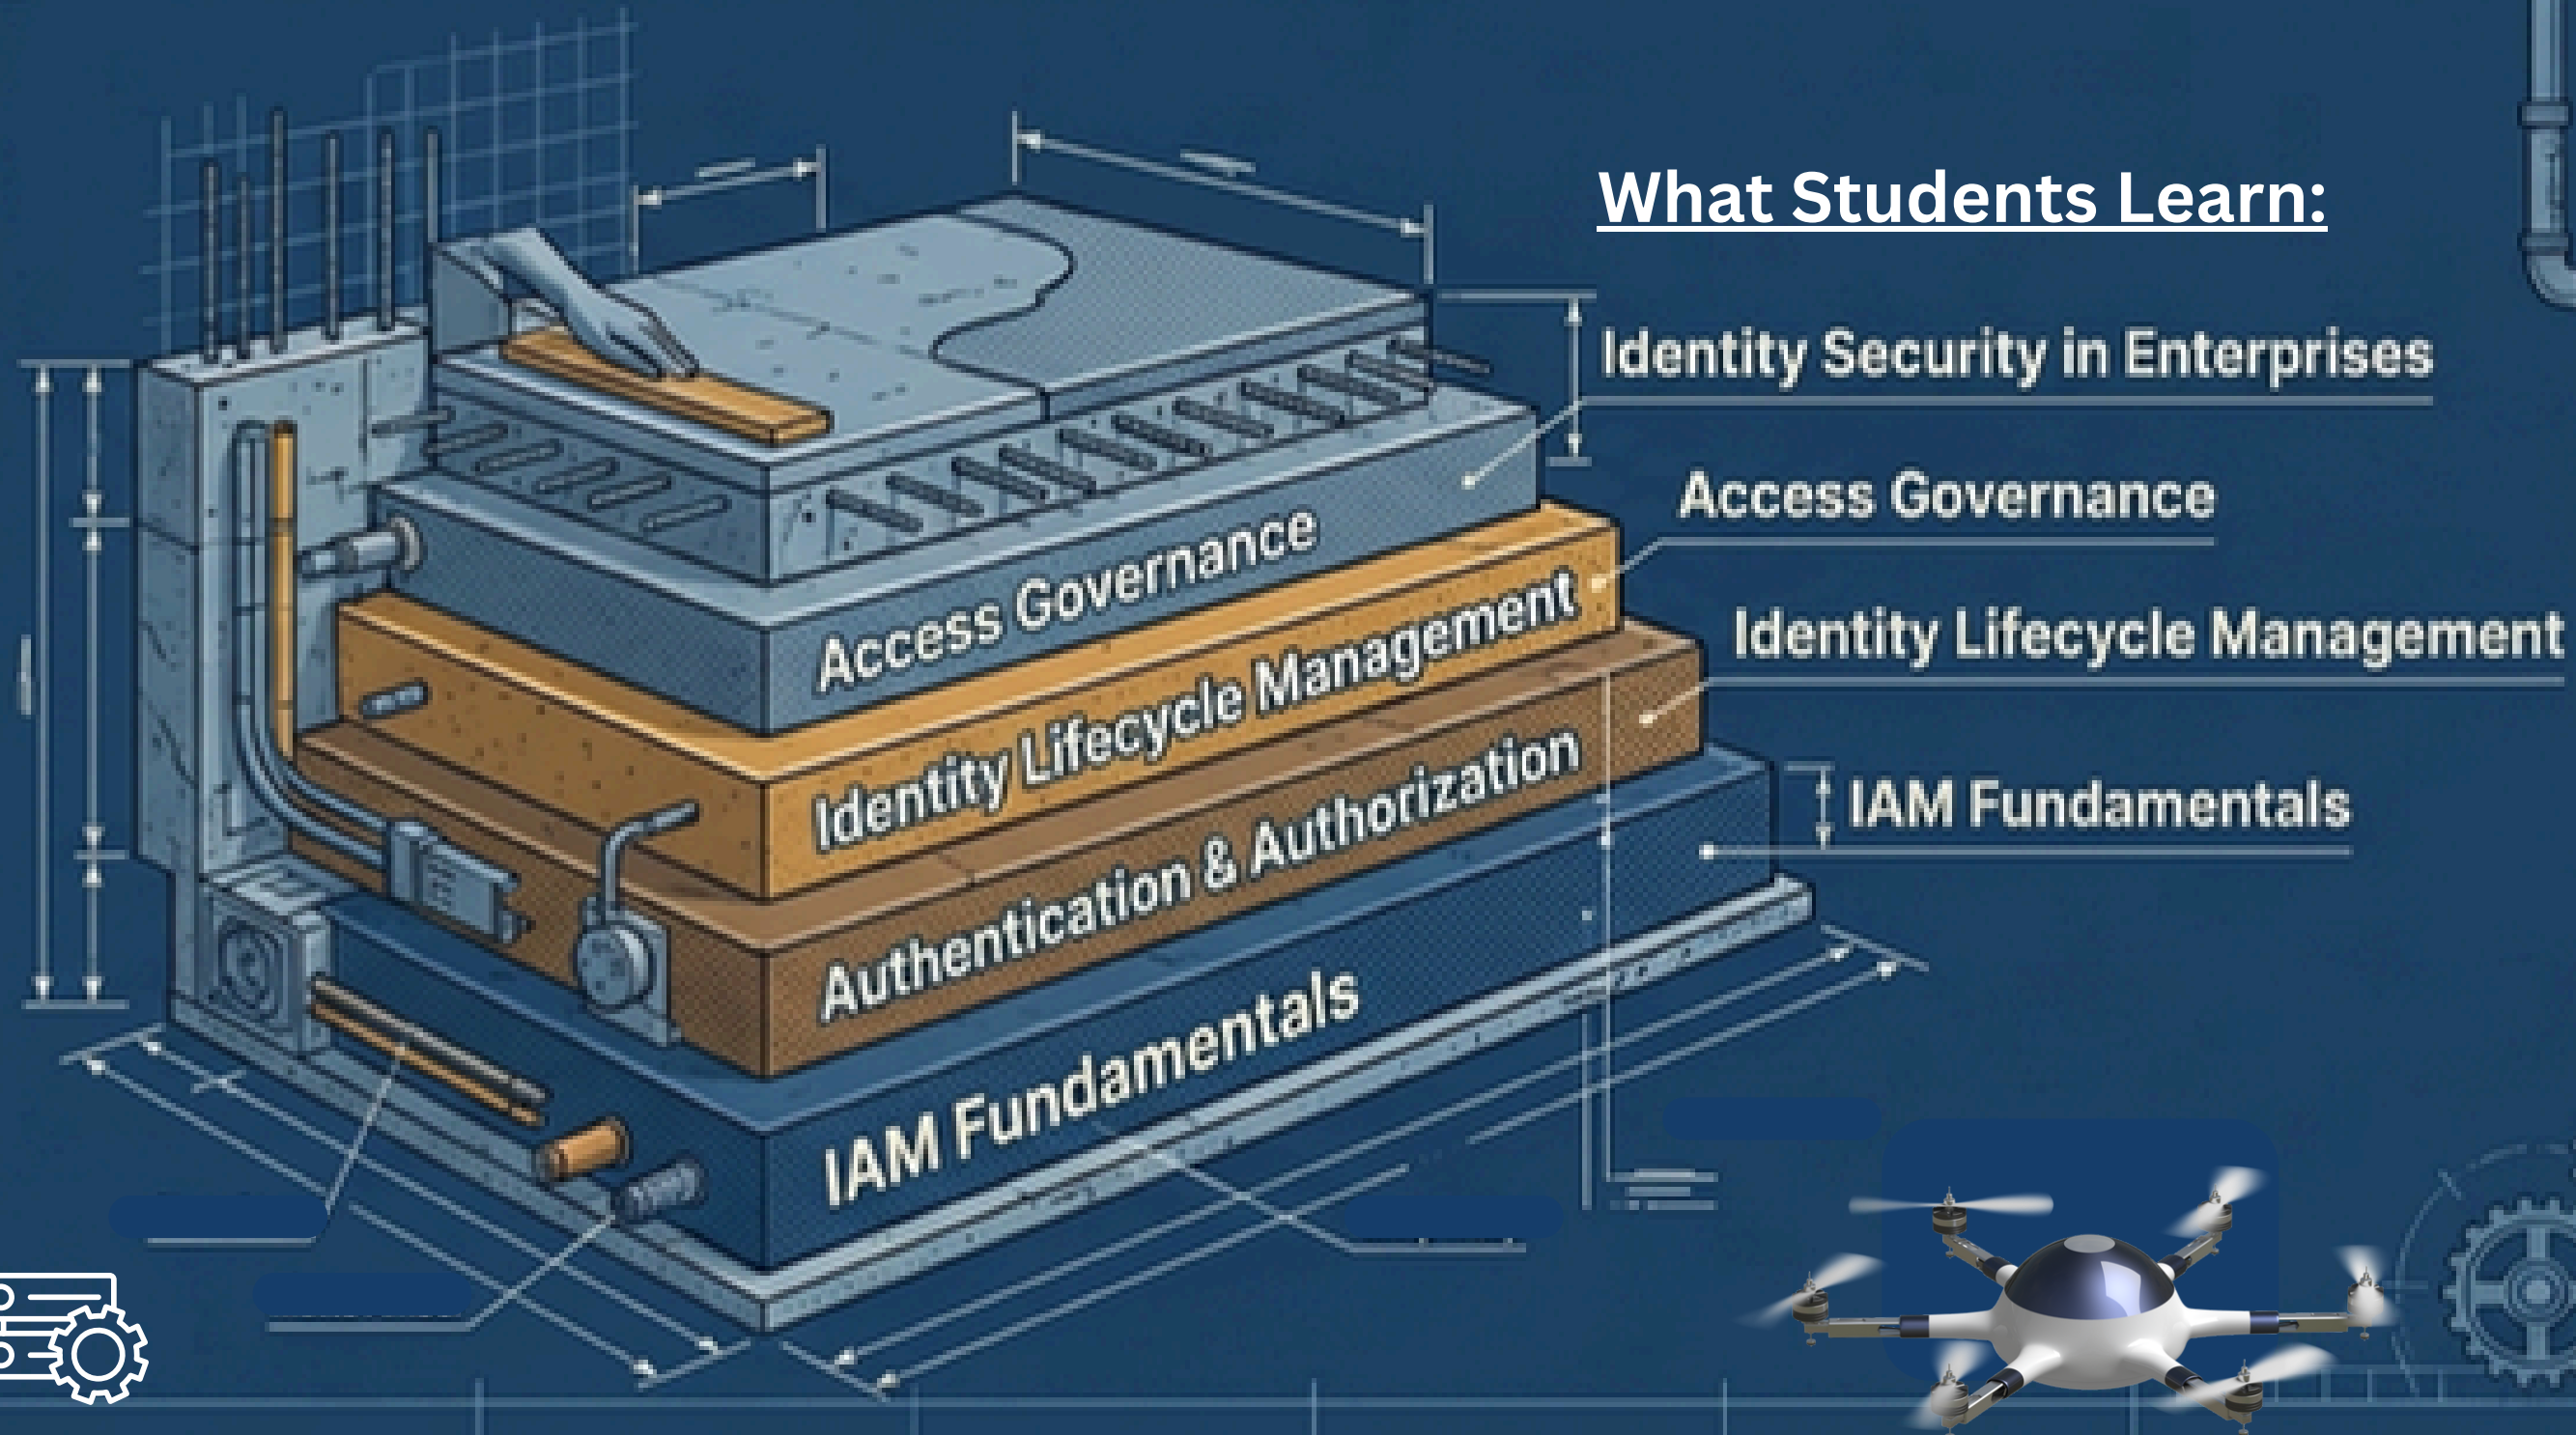 What Students Learn:
Identity Security in Enterprises
Access Governance
Identity Lifecycle Management
IAM Fundamentals
Access Governance
Identity Lifecycle Management
Authentication & Authorization
IAM Fundamentals